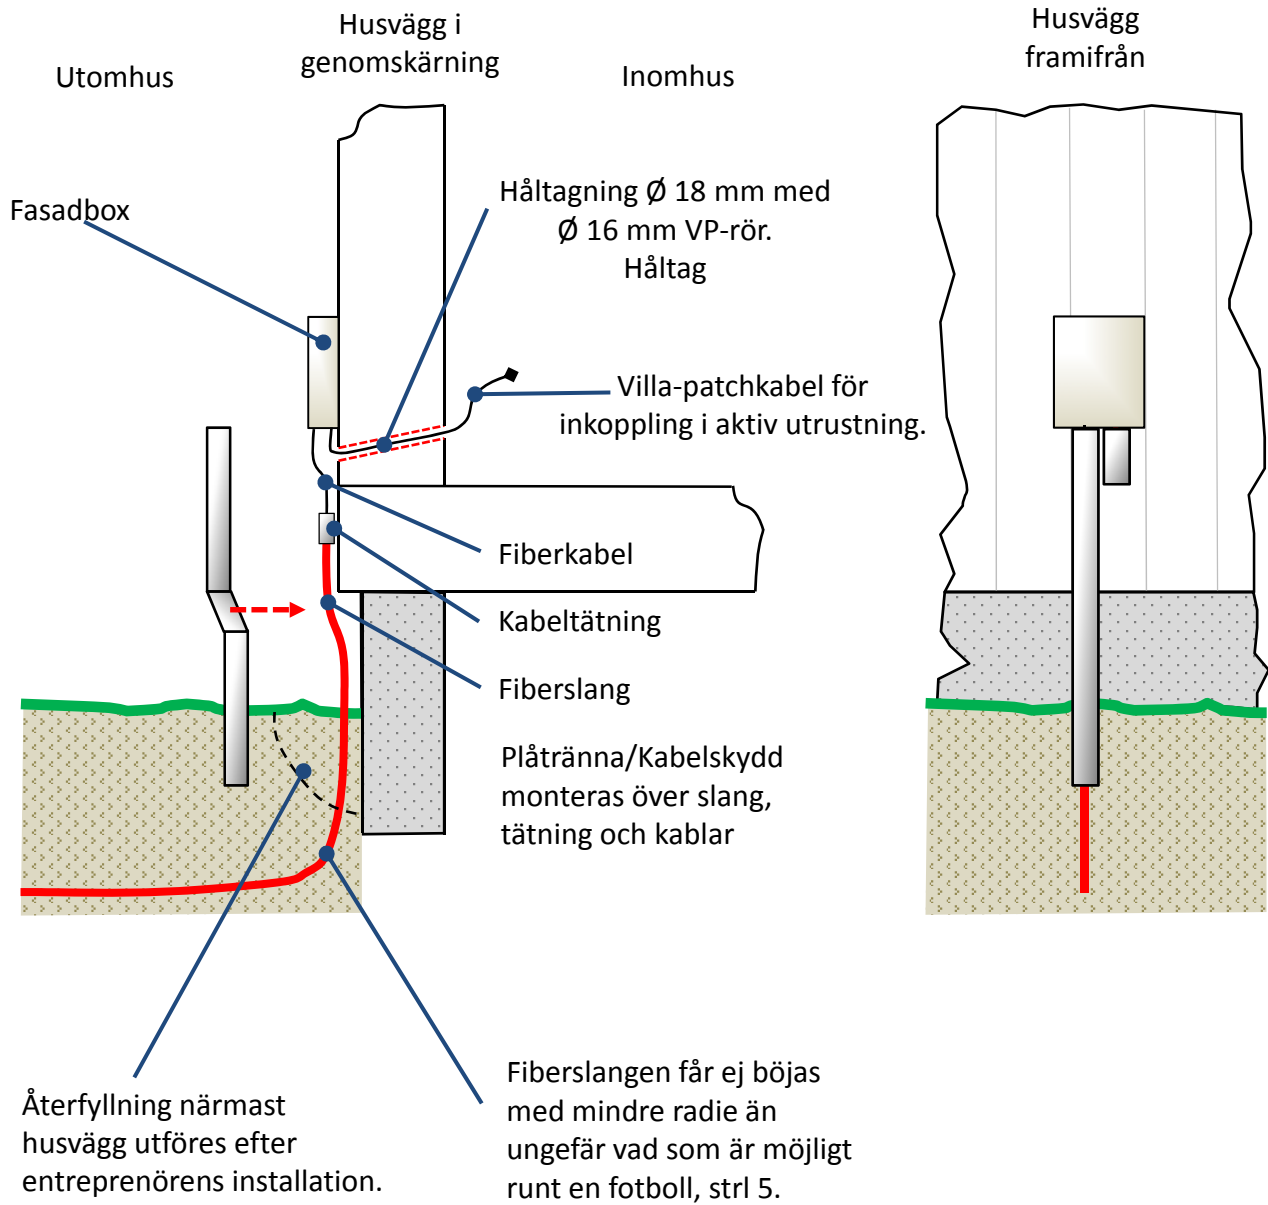 Utomhus
Husvägg i
genomskärning
Inomhus
Husvägg
framifrån
Fasadbox
Håltagning Ø 18 mm med
Ø 16 mm VP-rör.
Håltag
Villa-patchkabel för
inkoppling i aktiv utrustning.
Fiberkabel
Kabeltätning
Fiberslang
Plåtränna/Kabelskydd
monteras över slang,
tätning och kablar
Återfyllning närmast
husvägg utföres efter
entreprenörens installation.
Fiberslangen får ej böjas
med mindre radie än
ungefär vad som är möjligt
runt en fotboll, strl 5.